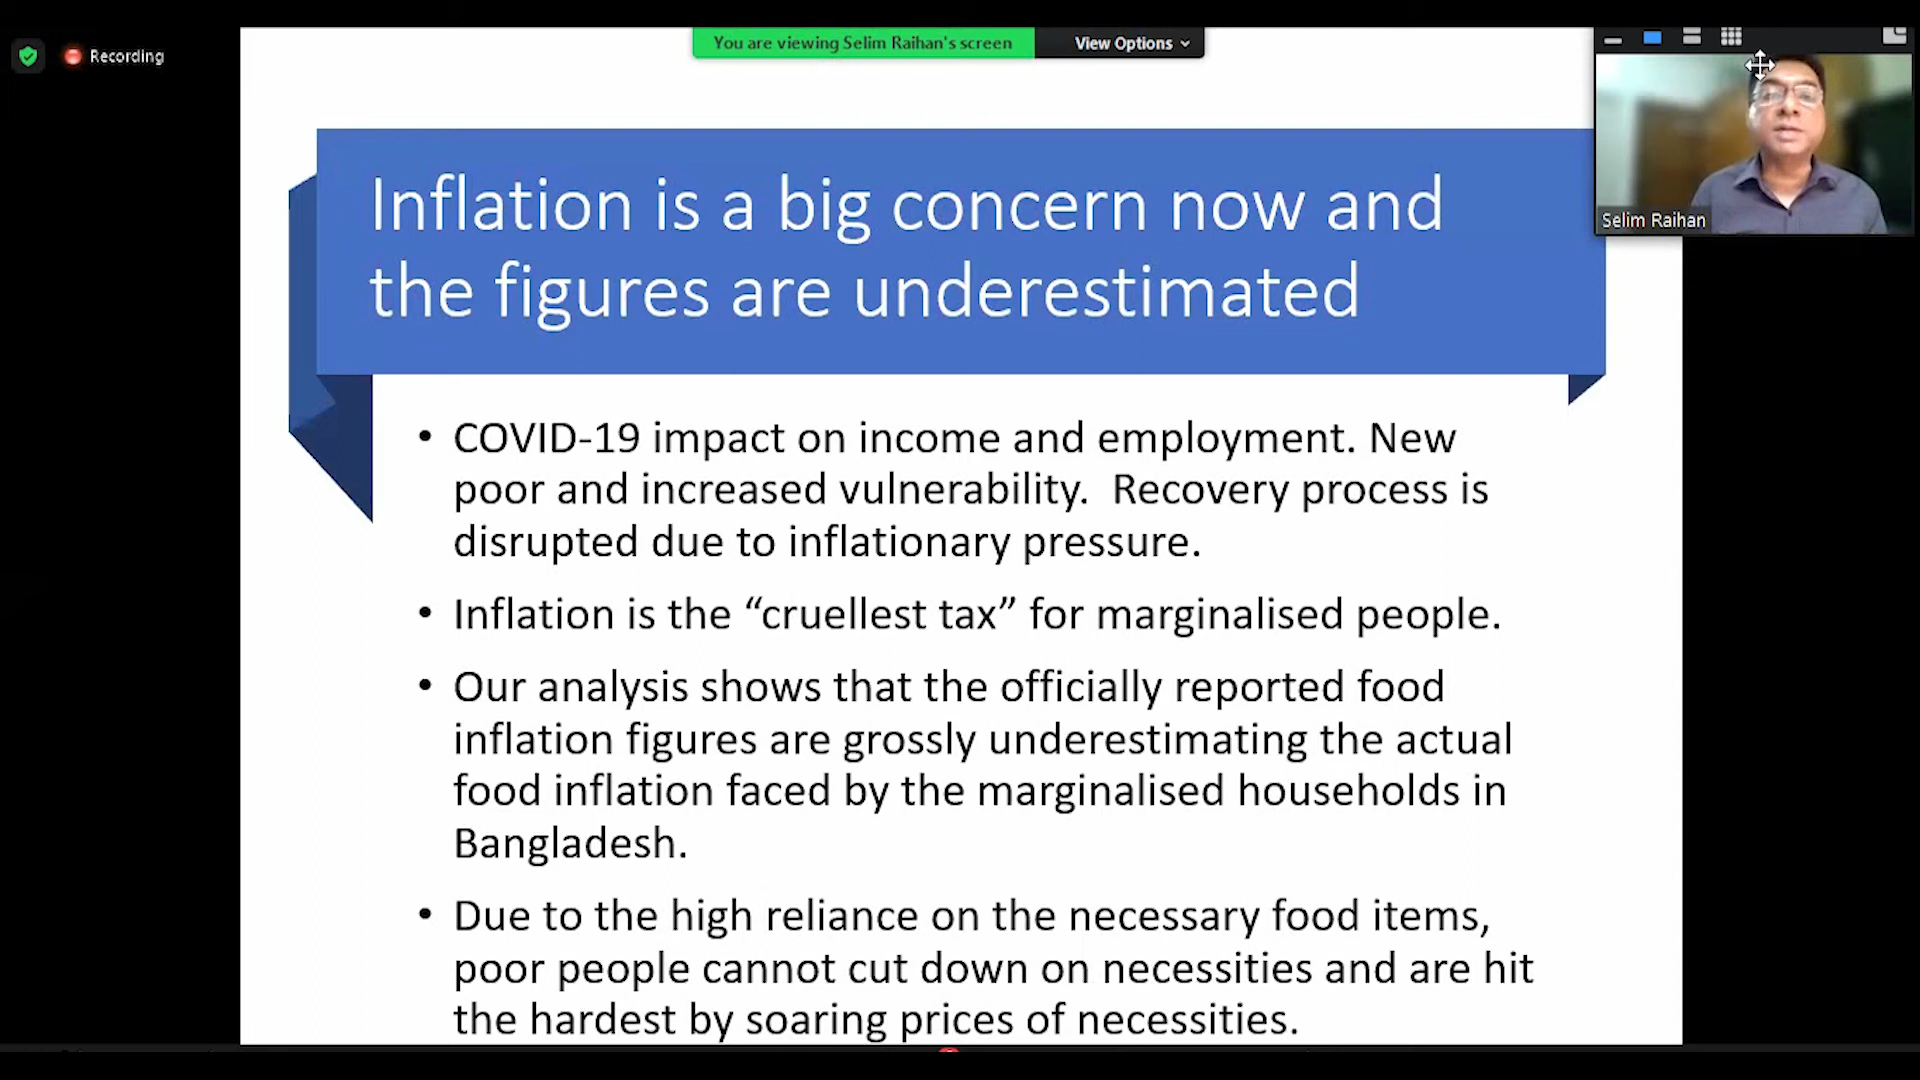 Recording
You are viewing Selim Raihan's screen
View Options
Selim Raihan
Inflation is a big concern now and
the figures are underestimated
• COVID-19 impact on income and employment. New
poor and increased vulnerability.  Recovery process is
disrupted due to inflationary pressure.
• Inflation is the “cruellest tax” for marginalised people.
• Our analysis shows that the officially reported food
inflation figures are grossly underestimating the actual
food inflation faced by the marginalised households in
Bangladesh.
• Due to the high reliance on the necessary food items,
poor people cannot cut down on necessities and are hit
the hardest by soaring prices of necessities.